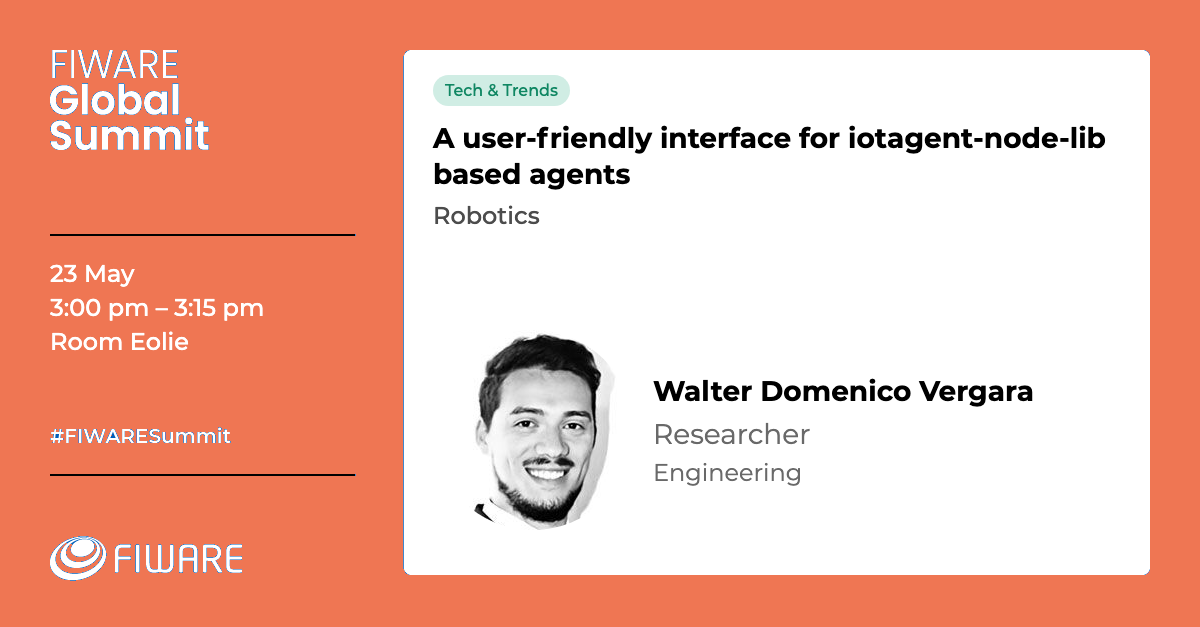 FIWARE
Global
Summit
23 May
3:00 pm – 3:15 pm
Room Eolie
#FIWARESummit
FIWARE
Tech & Trends
A user-friendly interface for iotagent-node-lib
based agents
Robotics
Walter Domenico Vergara
Researcher
Engineering